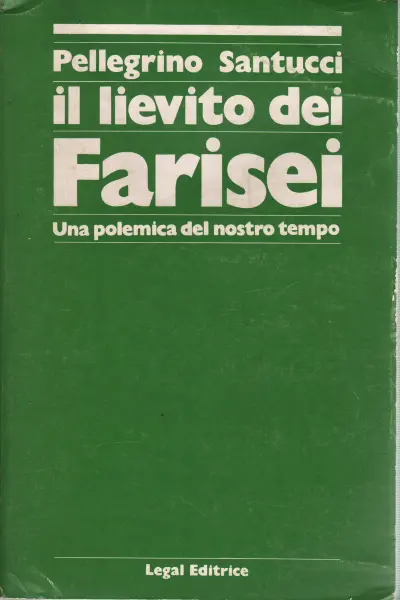 Pellegrino Santucci
il lievito dei
Farisei
Una polemica del nostro tempo
Legal Editrice